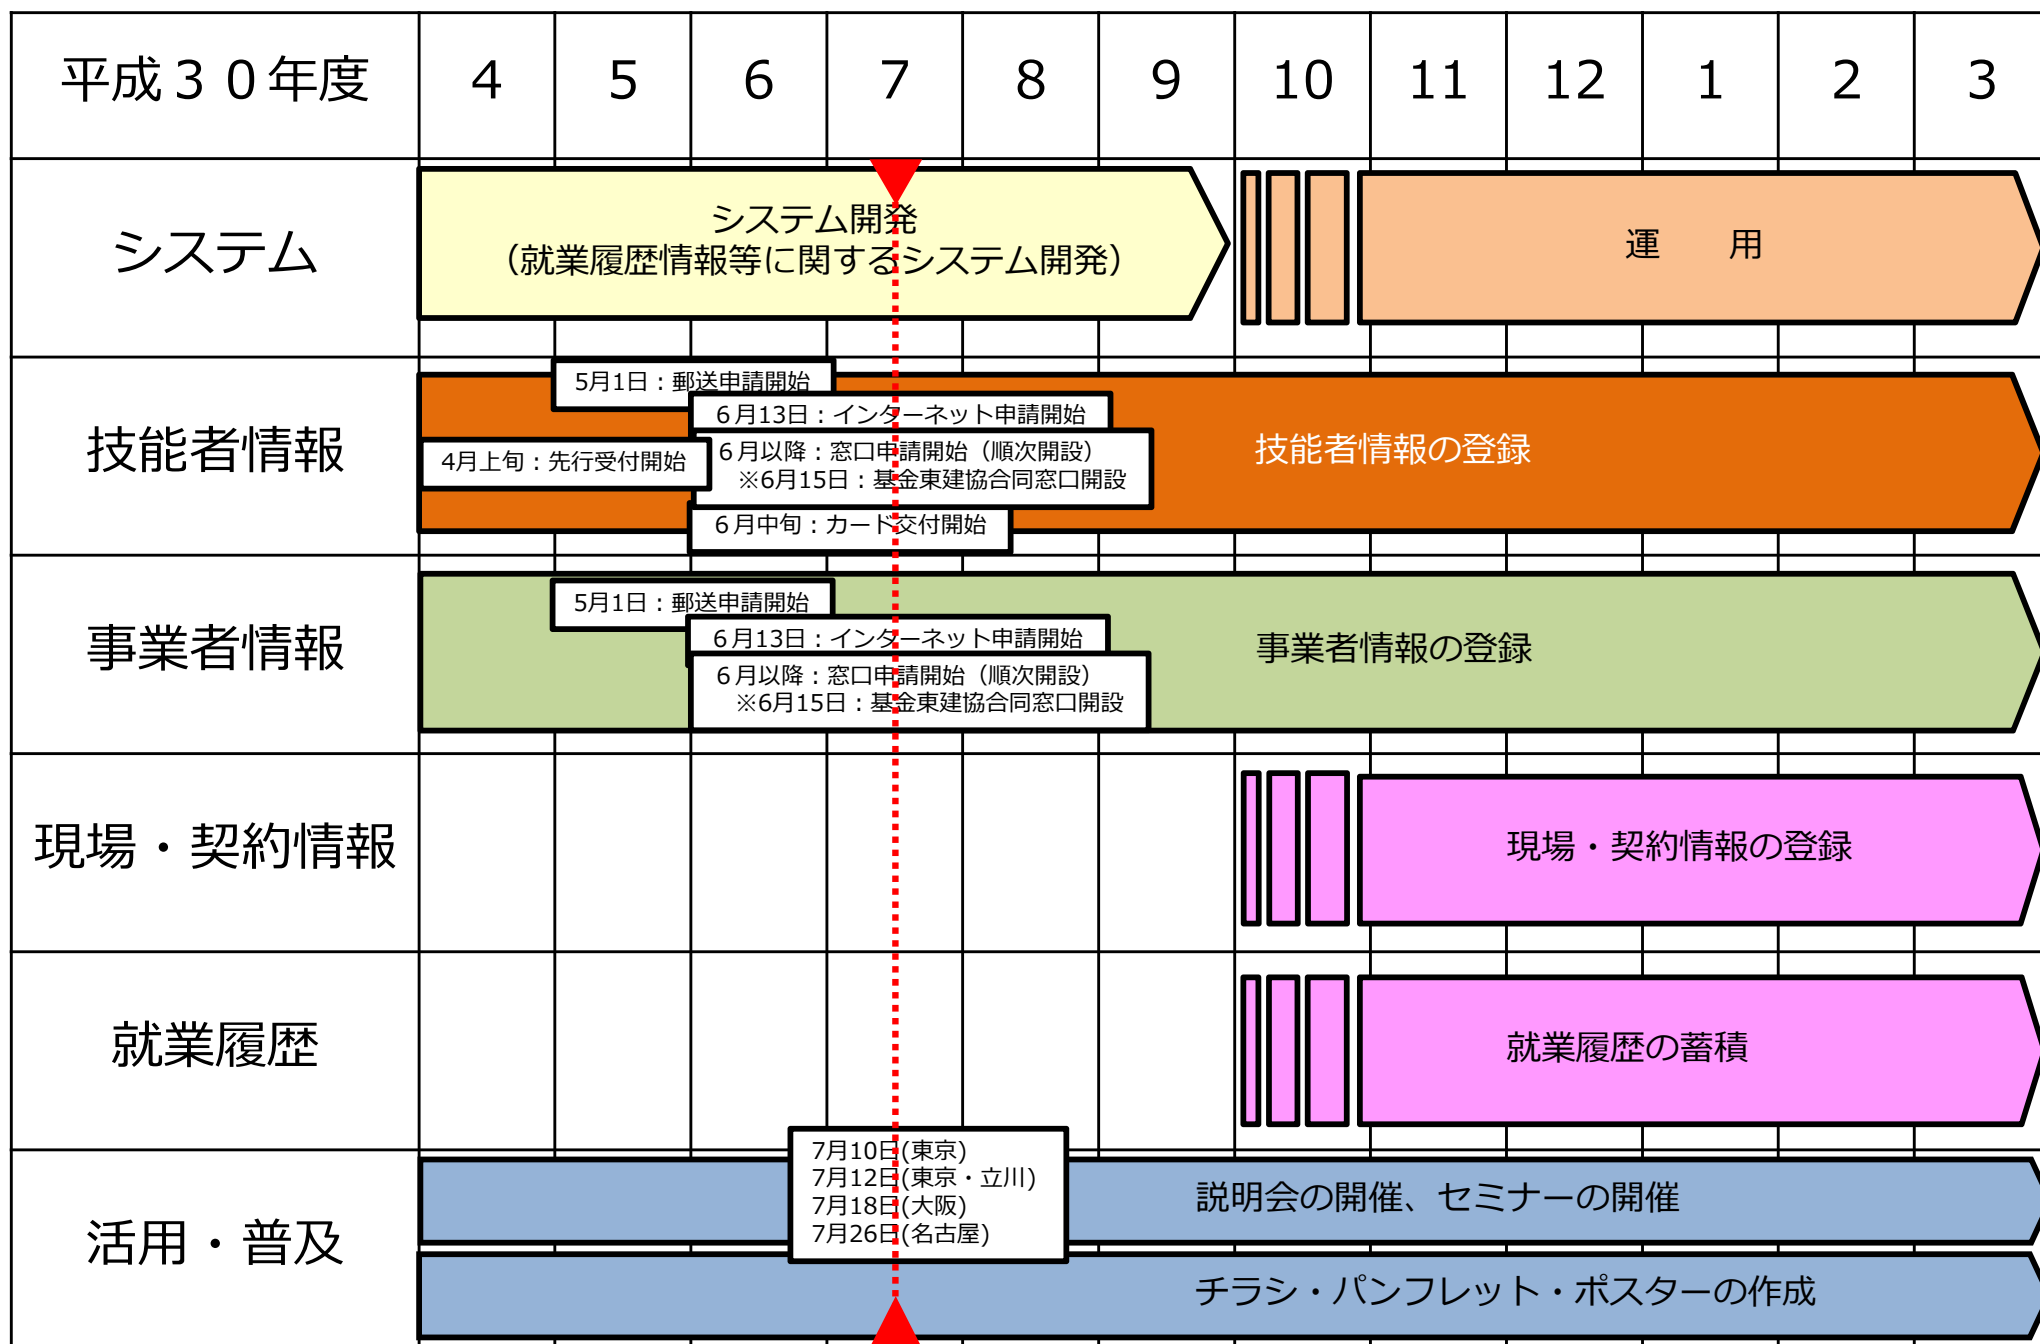 平成３０年度 4 5 6 7 8 9 10 11 12 1 2 3
システム
システム開発
（就業履歴情報等に関するシステム開発）
運　用
技能者情報
5月1日：郵送申請開始
６月13日：インターネット申請開始
4月上旬：先行受付開始
６月以降：窓口申請開始（順次開設）
※6月15日：基金東建協合同窓口開設
６月中旬：カード交付開始
技能者情報の登録
事業者情報
5月1日：郵送申請開始
６月13日：インターネット申請開始
６月以降：窓口申請開始（順次開設）
※6月15日：基金東建協合同窓口開設
事業者情報の登録
現場・契約情報
現場・契約情報の登録
就業履歴
就業履歴の蓄積
活用・普及
7月10日(東京)
7月12日(東京・立川)
7月18日(大阪)
7月26日(名古屋)
説明会の開催、セミナーの開催
チラシ・パンフレット・ポスターの作成